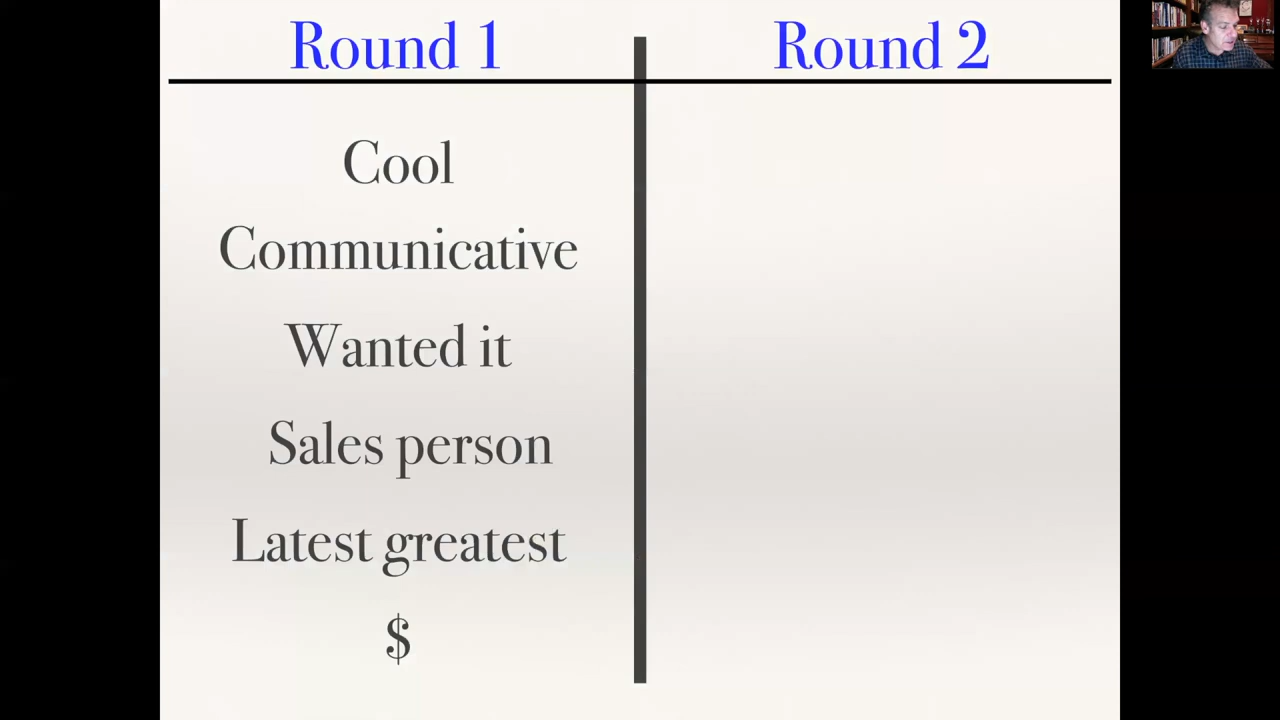 Round 1
Round 2
Cool
Communicative
Wanted it
Sales person
Latest greatest
$